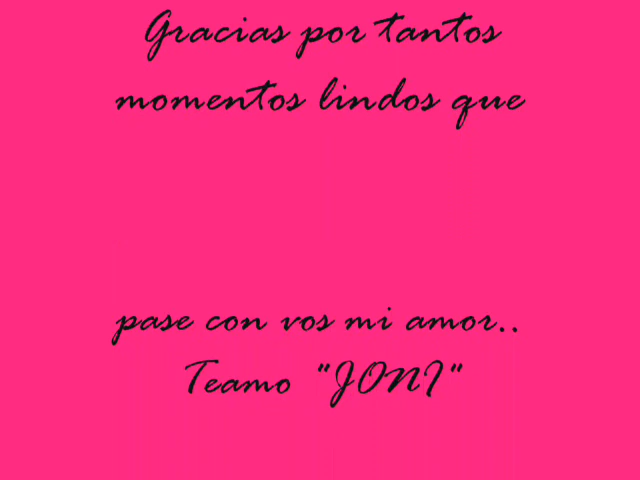 Gracias por tantos
momentos lindos que
pase con vos mi amor..
Teamo "JONI"